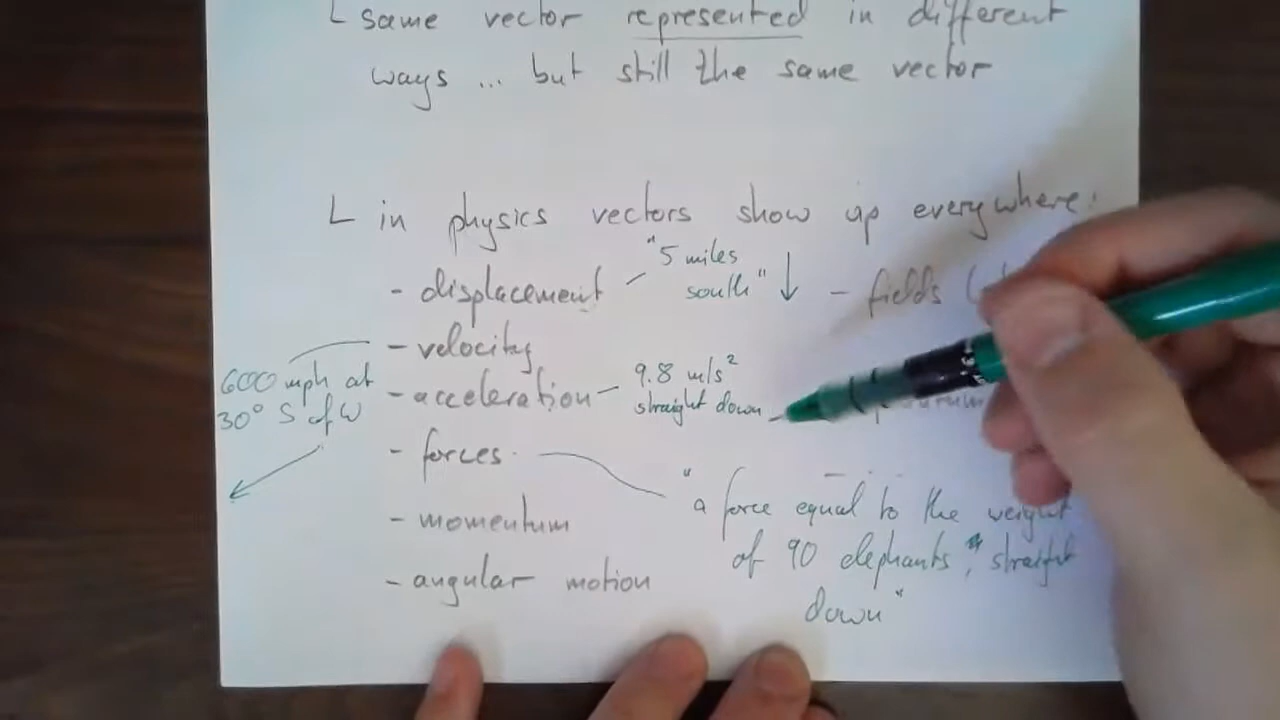 └ same vector represented in different
ways ... but still the same vector
└ in physics vectors show up everywhere:
- displacement – "5 miles
south" ↓
- fields (
- velocity
600 mph at
30° S of W
- acceleration – 9.8 m/s²
straight down
- forces
"a force equal to the weight
of 90 elephants, straight
down"
- momentum
- angular motion